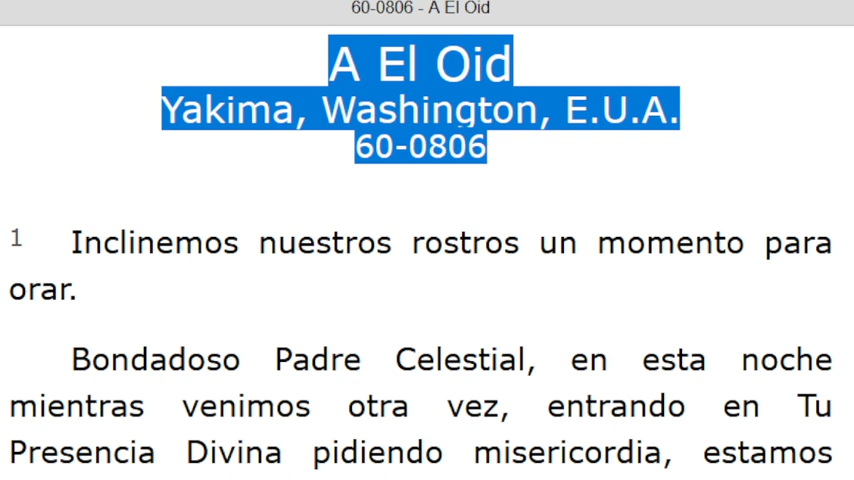 60-0806 - A El Oid
A El Oid
Yakima, Washington, E.U.A.
60-0806
1 Inclinemos nuestros rostros un momento para
orar.
Bondadoso Padre Celestial, en esta noche
mientras venimos otra vez, entrando en Tu
Presencia Divina pidiendo misericordia, estamos